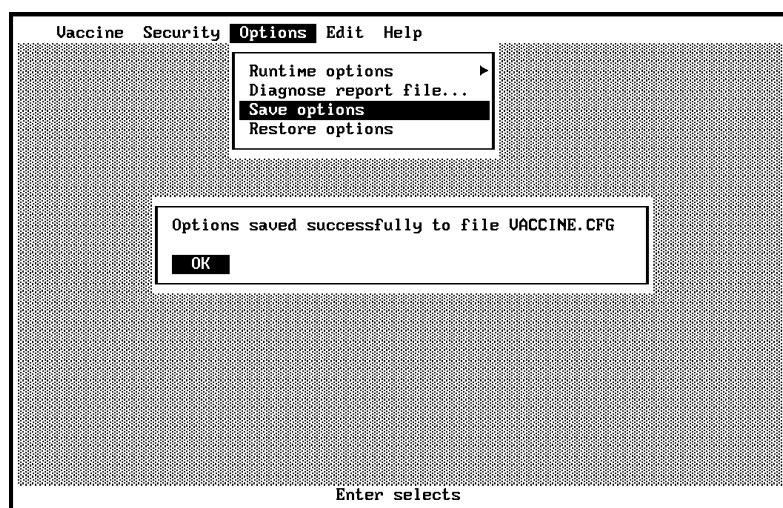 Vaccine Security Options Edit Help
Runtime options
Diagnose report file...
Save options
Restore options
Options saved successfully to file VACCINE.CFG
OK
Enter selects